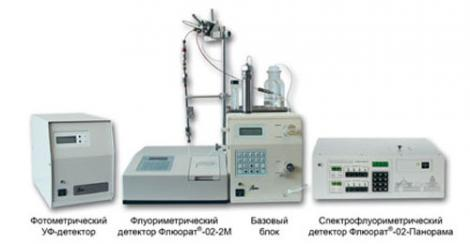 Фотометрический
УФ-детектор
Флуориметрический
детектор Флюорат®-02-2М
Базовый
блок
Спектрофлуориметрический
детектор Флюорат®-02-Панорама